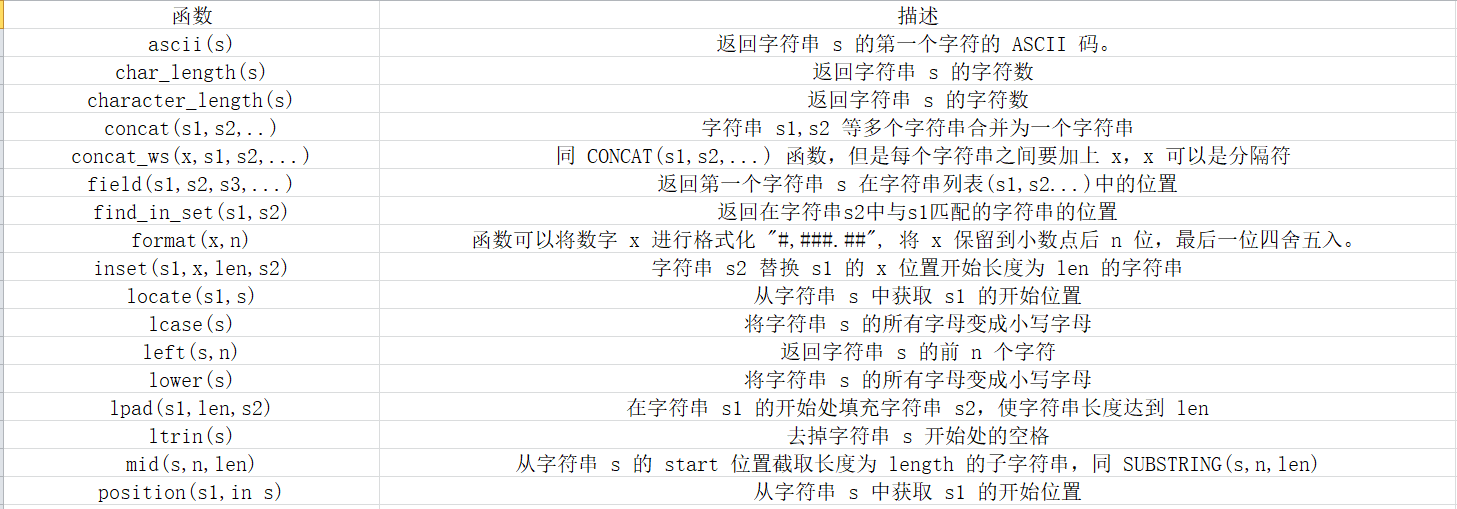 函数 描述
ascii(s) 返回字符串 s 的第一个字符的 ASCII 码。
char_length(s) 返回字符串 s 的字符数
character_length(s) 返回字符串 s 的字符数
concat(s1,s2,..) 字符串 s1,s2 等多个字符串合并为一个字符串
concat_ws(x,s1,s2,...) 同 CONCAT(s1,s2,...) 函数，但是每个字符串之间要加上 x，x 可以是分隔符
field(s1,s2,s3,...) 返回第一个字符串 s 在字符串列表(s1,s2...)中的位置
find_in_set(s1,s2) 返回在字符串s2中与s1匹配的字符串的位置
format(x,n) 函数可以将数字 x 进行格式化 "#,###.##", 将 x 保留到小数点后 n 位，最后一位四舍五入。
inset(s1,x,len,s2) 字符串 s2 替换 s1 的 x 位置开始长度为 len 的字符串
locate(s1,s) 从字符串 s 中获取 s1 的开始位置
lcase(s) 将字符串 s 的所有字母变成小写字母
left(s,n) 返回字符串 s 的前 n 个字符
lower(s) 将字符串 s 的所有字母变成小写字母
lpad(s1,len,s2) 在字符串 s1 的开始处填充字符串 s2，使字符串长度达到 len
ltrin(s) 去掉字符串 s 开始处的空格
mid(s,n,len) 从字符串 s 的 start 位置截取长度为 length 的子字符串，同 SUBSTRING(s,n,len)
position(s1,in s) 从字符串 s 中获取 s1 的开始位置